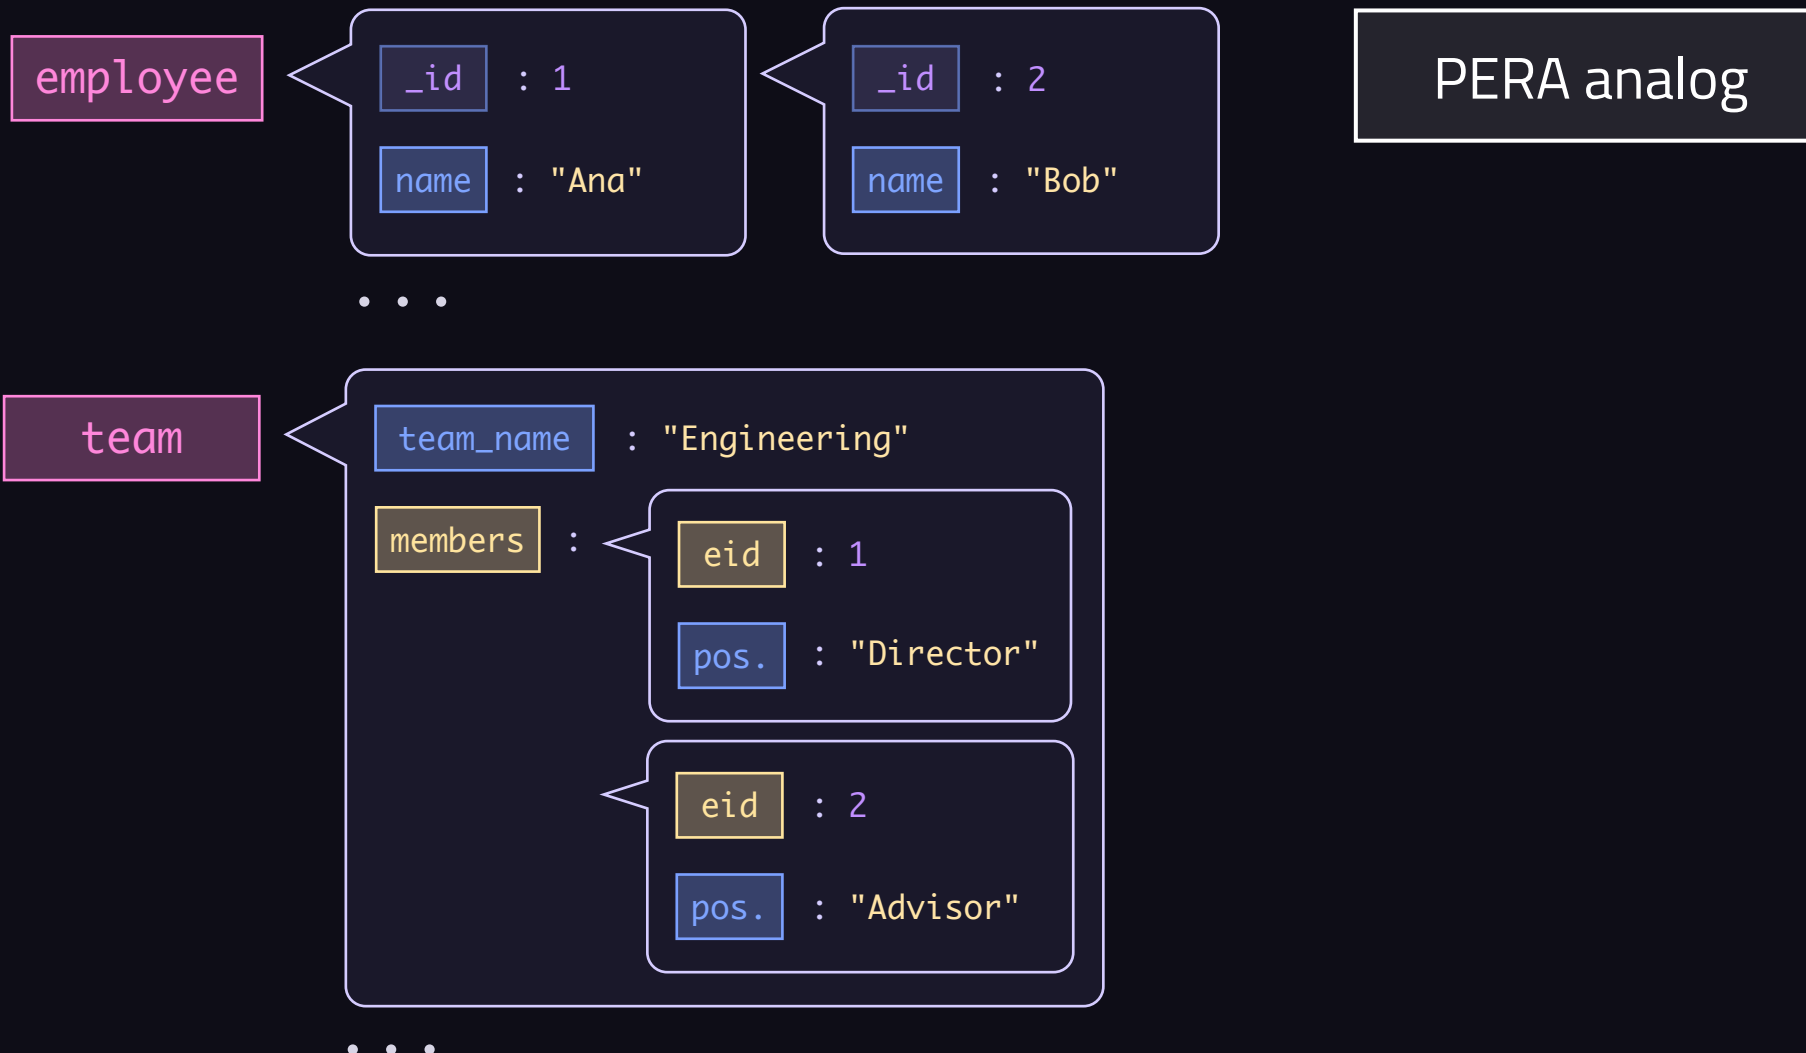 employee
_id : 1
name : "Ana"
_id : 2
name : "Bob"
PERA analog
...
team
team_name : "Engineering"
members :
eid : 1
pos. : "Director"
eid : 2
pos. : "Advisor"
...